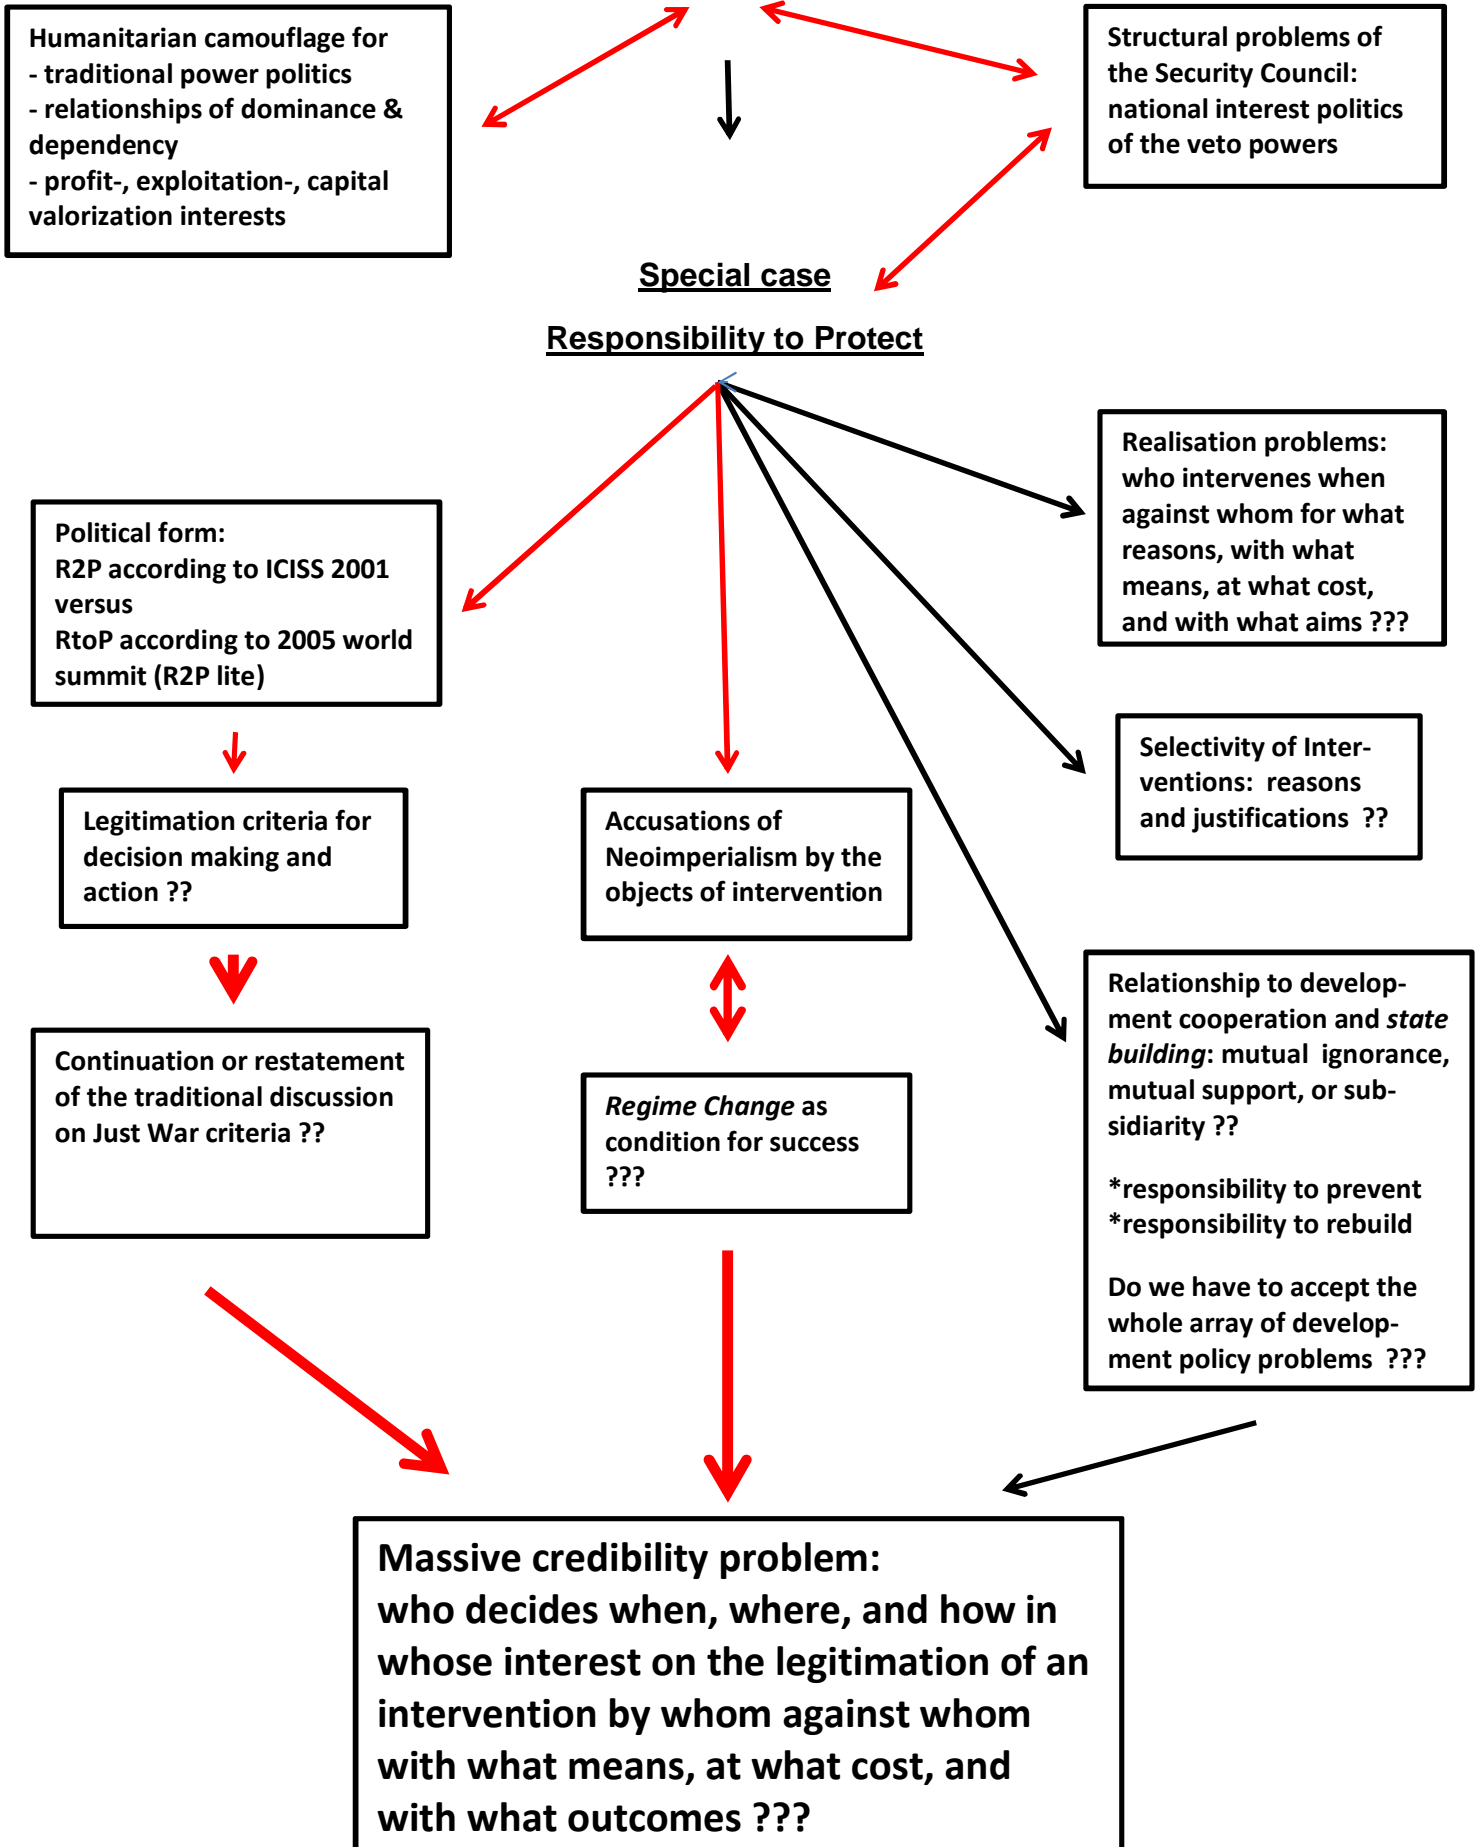 Humanitarian camouflage for
- traditional power politics
- relationships of dominance &
dependency
- profit-, exploitation-, capital
valorization interests
Structural problems of
the Security Council:
national interest politics
of the veto powers
Special case
Responsibility to Protect
Realisation problems:
who intervenes when
against whom for what
reasons, with what
means, at what cost,
and with what aims ???
Political form:
R2P according to ICISS 2001
versus
RtoP according to 2005 world
summit (R2P lite)
Selectivity of Inter-
ventions: reasons
and justifications ??
Legitimation criteria for
decision making and
action ??
Accusations of
Neoimperialism by the
objects of intervention
Relationship to develop-
ment cooperation and state
building: mutual ignorance,
mutual support, or sub-
sidiarity ??
*responsibility to prevent
*responsibility to rebuild
Do we have to accept the
whole array of develop-
ment policy problems ???
Continuation or restatement
of the traditional discussion
on Just War criteria ??
Regime Change as
condition for success
???
Massive credibility problem:
who decides when, where, and how in
whose interest on the legitimation of an
intervention by whom against whom
with what means, at what cost, and
with what outcomes ???